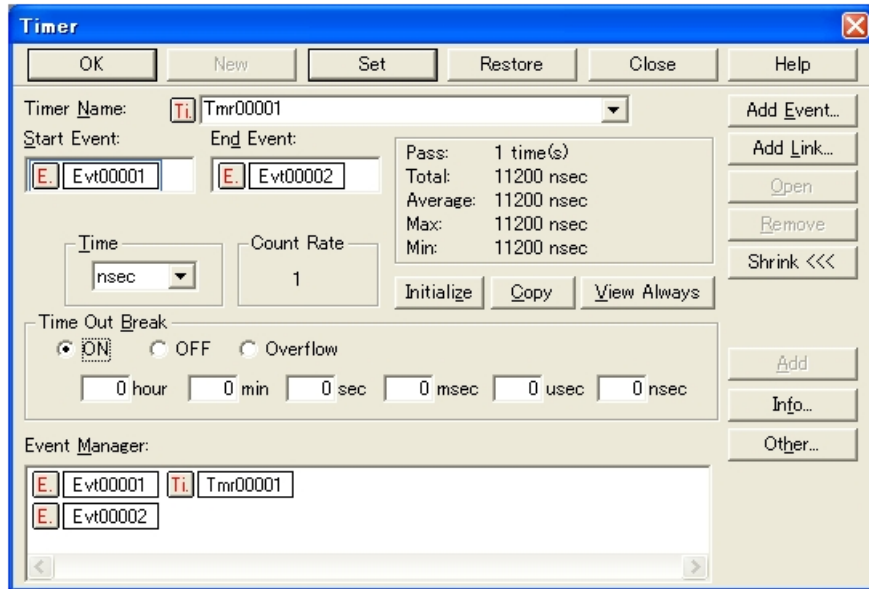 Timer
OK New Set Restore Close Help
Timer Name: Ti. Tmr00001 Add Event...
Start Event: End Event: Add Link...
E. Evt00001 E. Evt00002
Pass: 1 time(s)
Total: 11200 nsec
Average: 11200 nsec
Max: 11200 nsec
Min: 11200 nsec
Open
Remove
Shrink <<<
Time Count Rate
nsec 1
Initialize Copy View Always
Time Out Break
ON OFF Overflow
0 hour 0 min 0 sec 0 msec 0 usec 0 nsec
Add
Info...
Other...
Event Manager:
E. Evt00001 Ti. Tmr00001
E. Evt00002